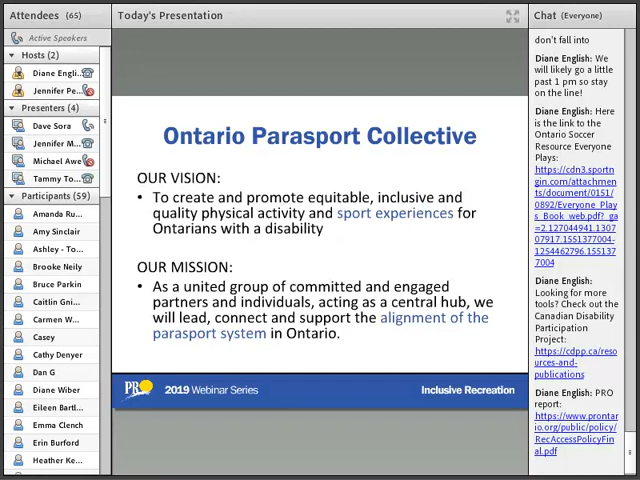 Attendees (65)
Active Speakers
Hosts (2)
Diane Engli...
Jennifer Pe...
Presenters (4)
Dave Sora
Jennifer M...
Michael Awe
Tammy To...
Participants (59)
Amanda Ru...
Amy Sinclair
Ashley - To...
Brooke Neily
Bruce Parkin
Caitlin Gni...
Carmen W...
Casey
Cathy Denyer
Dan G
Diane Wiber
Eileen Bartl...
Emma Clench
Erin Burford
Heather Ke...
Today's Presentation
Ontario Parasport Collective
OUR VISION:
• To create and promote equitable, inclusive and
quality physical activity and sport experiences for
Ontarians with a disability
OUR MISSION:
• As a united group of committed and engaged
partners and individuals, acting as a central hub, we
will lead, connect and support the alignment of the
parasport system in Ontario.
PRO
2019 Webinar Series
Inclusive Recreation
Chat (Everyone)
don't fall into
Diane English: We
will likely go a little
past 1 pm so stay
on the line!
Diane English: Here
is the link to the
Ontario Soccer
Resource Everyone
Plays:
https://cdn3.sportn
gin.com/attachmen
ts/document/0151/
0892/Everyone_Play
s_Book_web.pdf?_ga
=2.127044941.1307
07917.1551377004-
1254462796.155137
7004
Diane English:
Looking for more
tools? Check out the
Canadian Disability
Participation
Project:
https://cdpp.ca/reso
urces-and-
publications
Diane English: PRO
report:
https://www.prontar
io.org/public/policy/
RecAccessPolicyFin
al.pdf